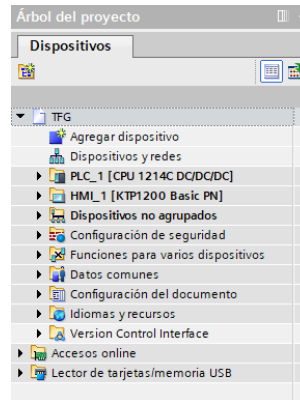 Árbol del proyecto
Dispositivos
TFG
Agregar dispositivo
Dispositivos y redes
PLC_1 [CPU 1214C DC/DC/DC]
HMI_1 [KTP1200 Basic PN]
Dispositivos no agrupados
Configuración de seguridad
Funciones para varios dispositivos
Datos comunes
Configuración del documento
Idiomas y recursos
Version Control Interface
Accesos online
Lector de tarjetas/memoria USB